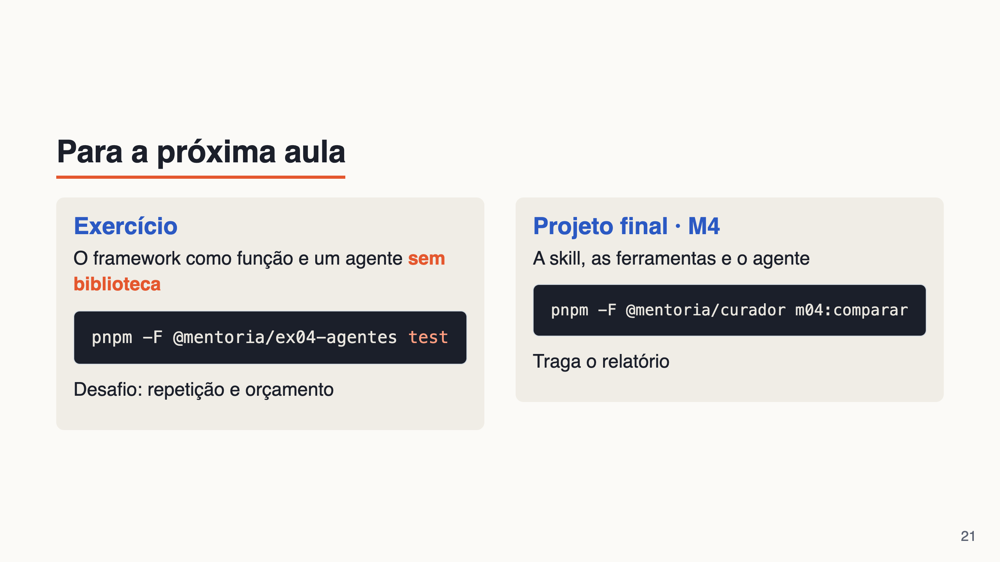 Para a próxima aula
Exercício
O framework como função e um agente sem
biblioteca
pnpm -F @mentoria/ex04-agentes test
Desafio: repetição e orçamento
Projeto final · M4
A skill, as ferramentas e o agente
pnpm -F @mentoria/curador m04:comparar
Traga o relatório
21